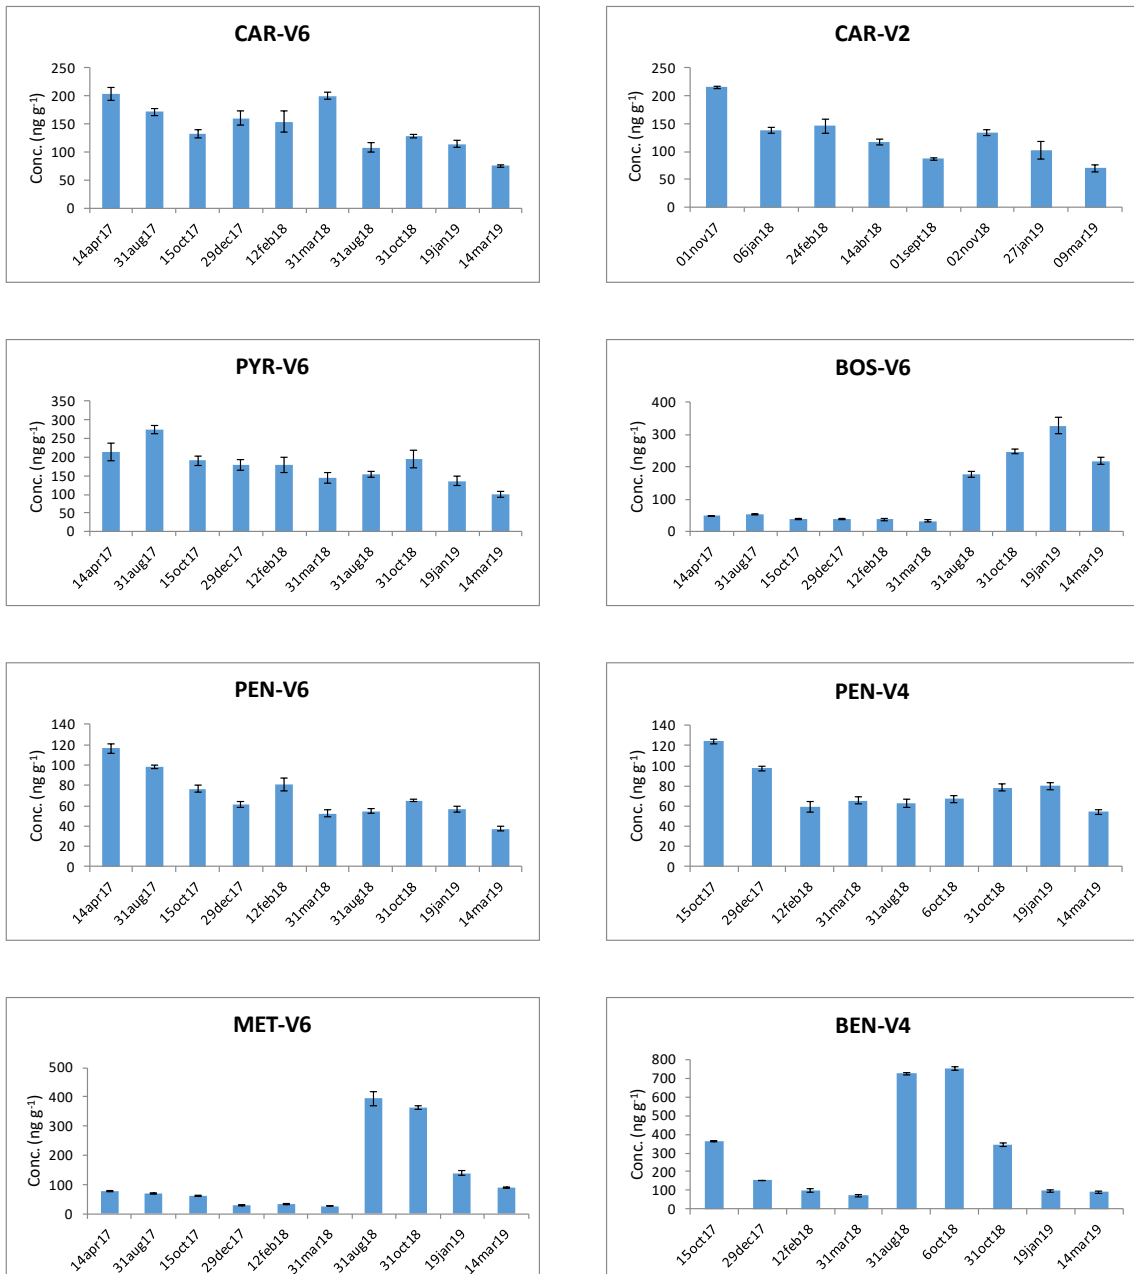 CAR-V6
Conc. (ng g⁻¹)
250
200
150
100
50
0
14apr17 31aug17 15oct17 29dec17 12feb18 31mar18 31aug18 31oct18 19jan19 14mar19
CAR-V2
Conc. (ng g⁻¹)
250
200
150
100
50
0
01nov17 06jan18 24feb18 14abr18 01sept18 02nov18 27jan19 09mar19
PYR-V6
Conc. (ng g⁻¹)
350
300
250
200
150
100
50
0
14apr17 31aug17 15oct17 29dec17 12feb18 31mar18 31aug18 31oct18 19jan19 14mar19
BOS-V6
Conc. (ng g⁻¹)
400
300
200
100
0
14apr17 31aug17 15oct17 29dec17 12feb18 31mar18 31aug18 31oct18 19jan19 14mar19
PEN-V6
Conc. (ng g⁻¹)
140
120
100
80
60
40
20
0
14apr17 31aug17 15oct17 29dec17 12feb18 31mar18 31aug18 31oct18 19jan19 14mar19
PEN-V4
Conc. (ng g⁻¹)
140
120
100
80
60
40
20
0
15oct17 29dec17 12feb18 31mar18 31aug18 6oct18 31oct18 19jan19 14mar19
MET-V6
Conc. (ng g⁻¹)
500
400
300
200
100
0
14apr17 31aug17 15oct17 29dec17 12feb18 31mar18 31aug18 31oct18 19jan19 14mar19
BEN-V4
Conc. (ng g⁻¹)
800
700
600
500
400
300
200
100
0
15oct17 29dec17 12feb18 31mar18 31aug18 6oct18 31oct18 19jan19 14mar19